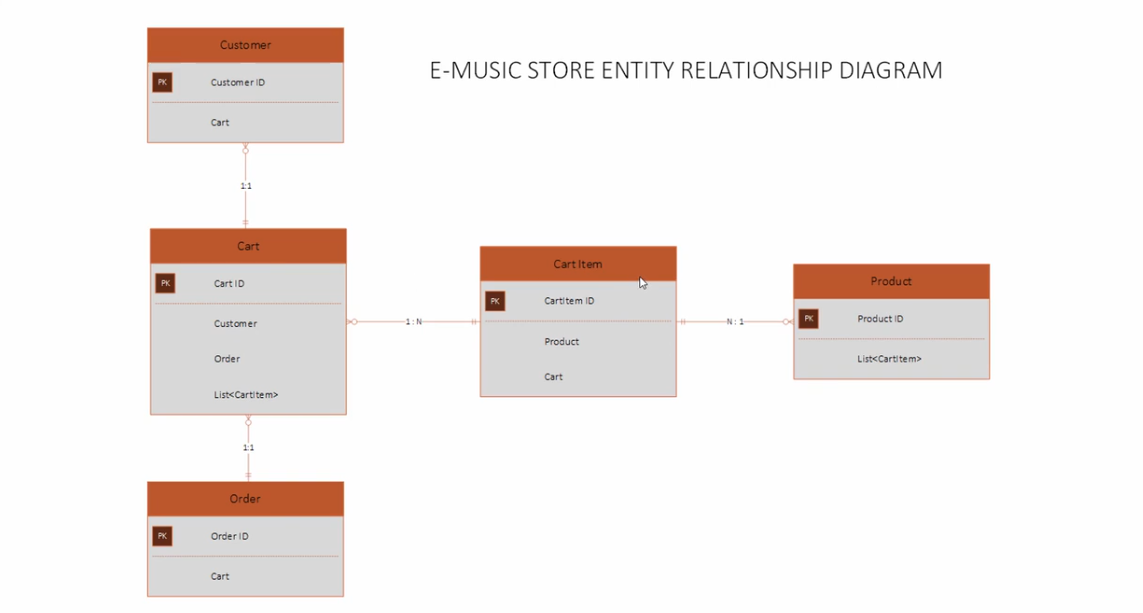 Customer
PK
Customer ID
Cart
E-MUSIC STORE ENTITY RELATIONSHIP DIAGRAM
1:1
Cart
PK
Cart ID
Customer
Order
List<CartItem>
1 : N
Cart Item
PK
CartItem ID
Product
Cart
N : 1
Product
PK
Product ID
List<CartItem>
1:1
Order
PK
Order ID
Cart